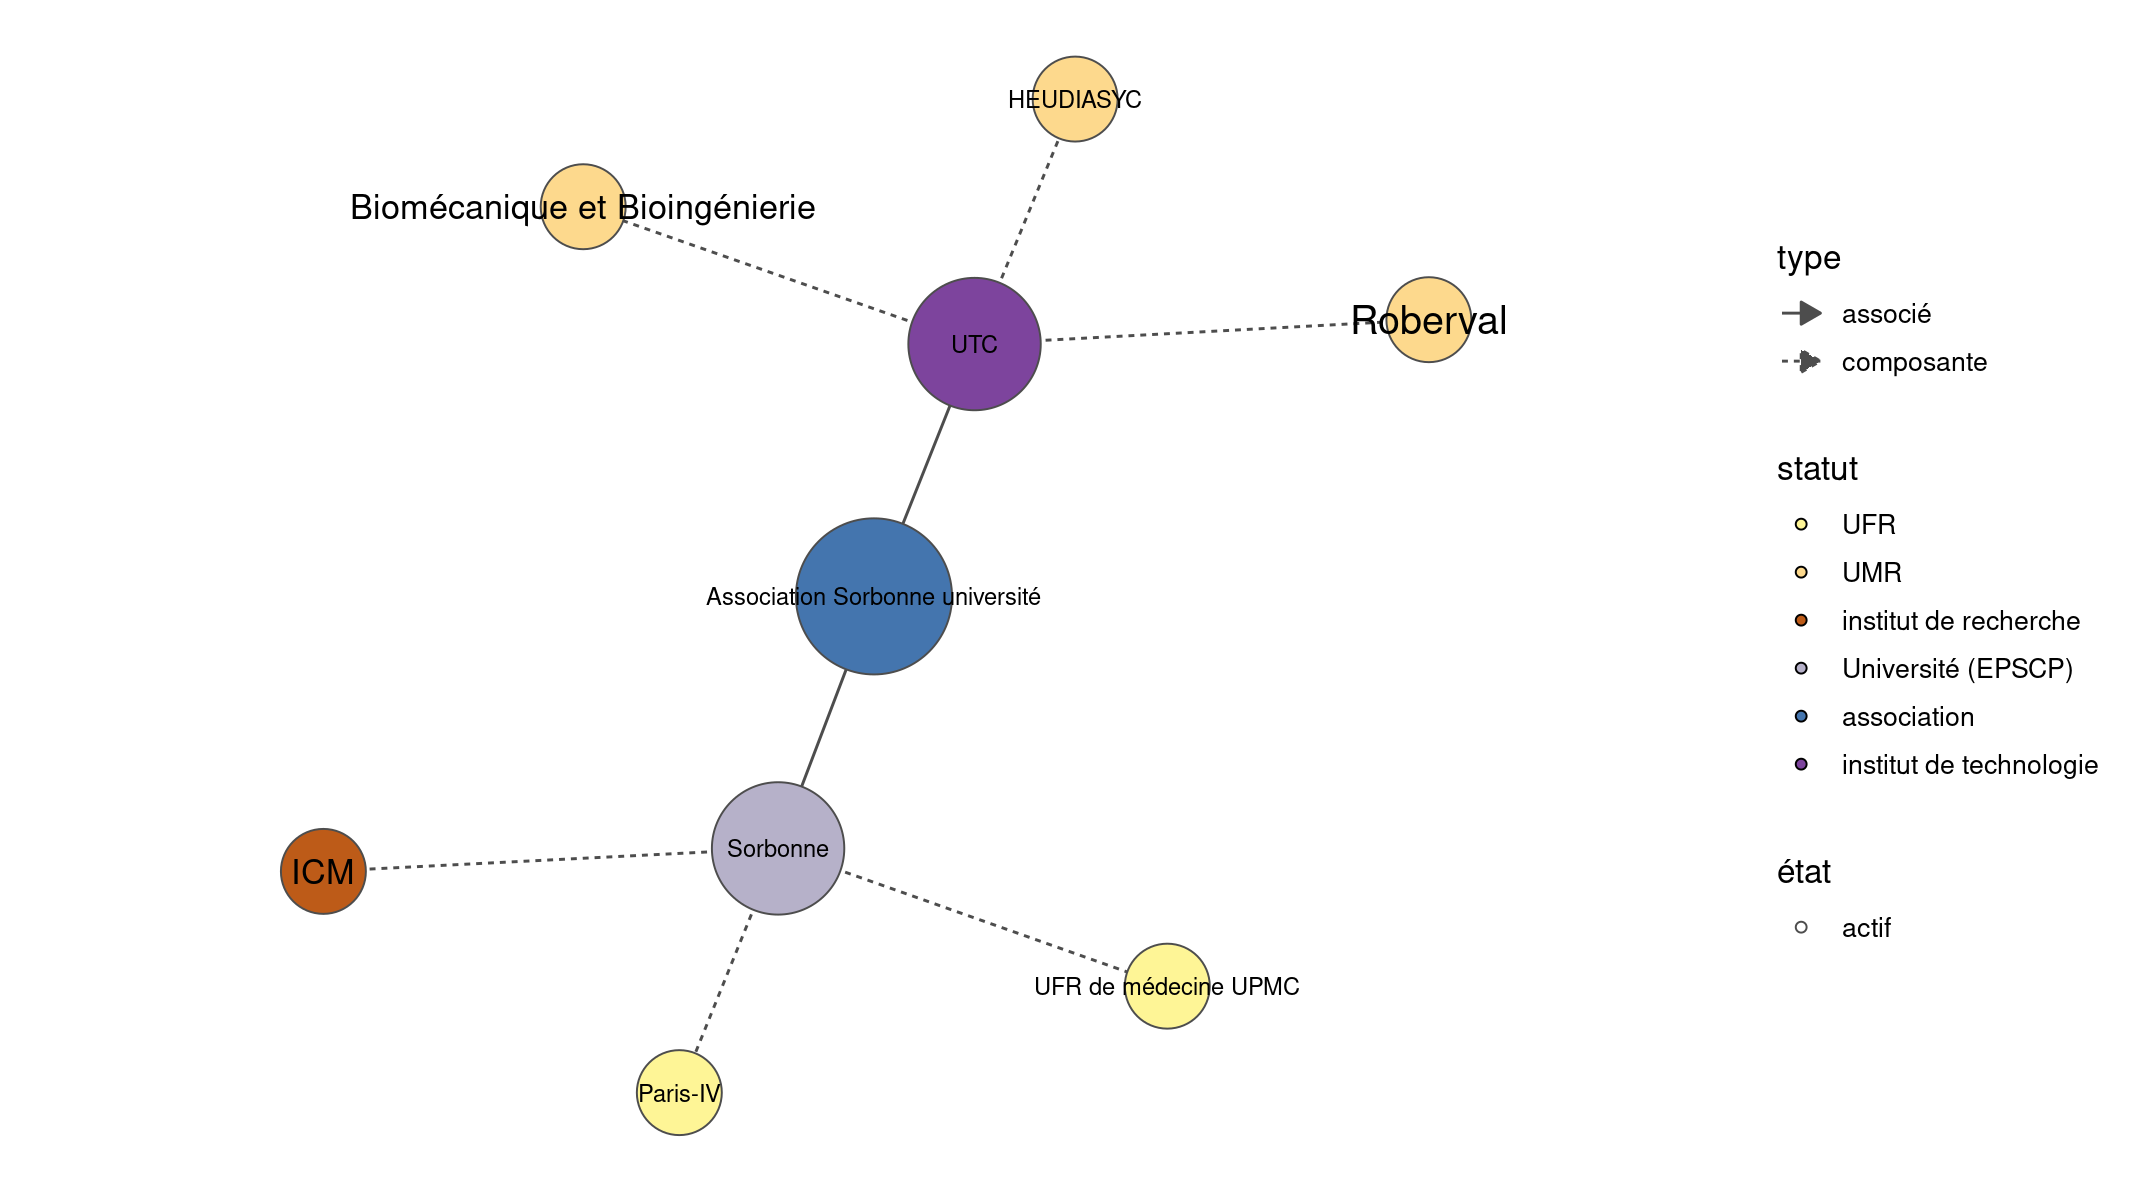 HEUDIASYC
Biomécanique et Bioingénierie
Roberval
UTC
Association Sorbonne université
Sorbonne
ICM
UFR de médecine UPMC
Paris-IV
type
associé
composante
statut
UFR
UMR
institut de recherche
Université (EPSCP)
association
institut de technologie
état
actif